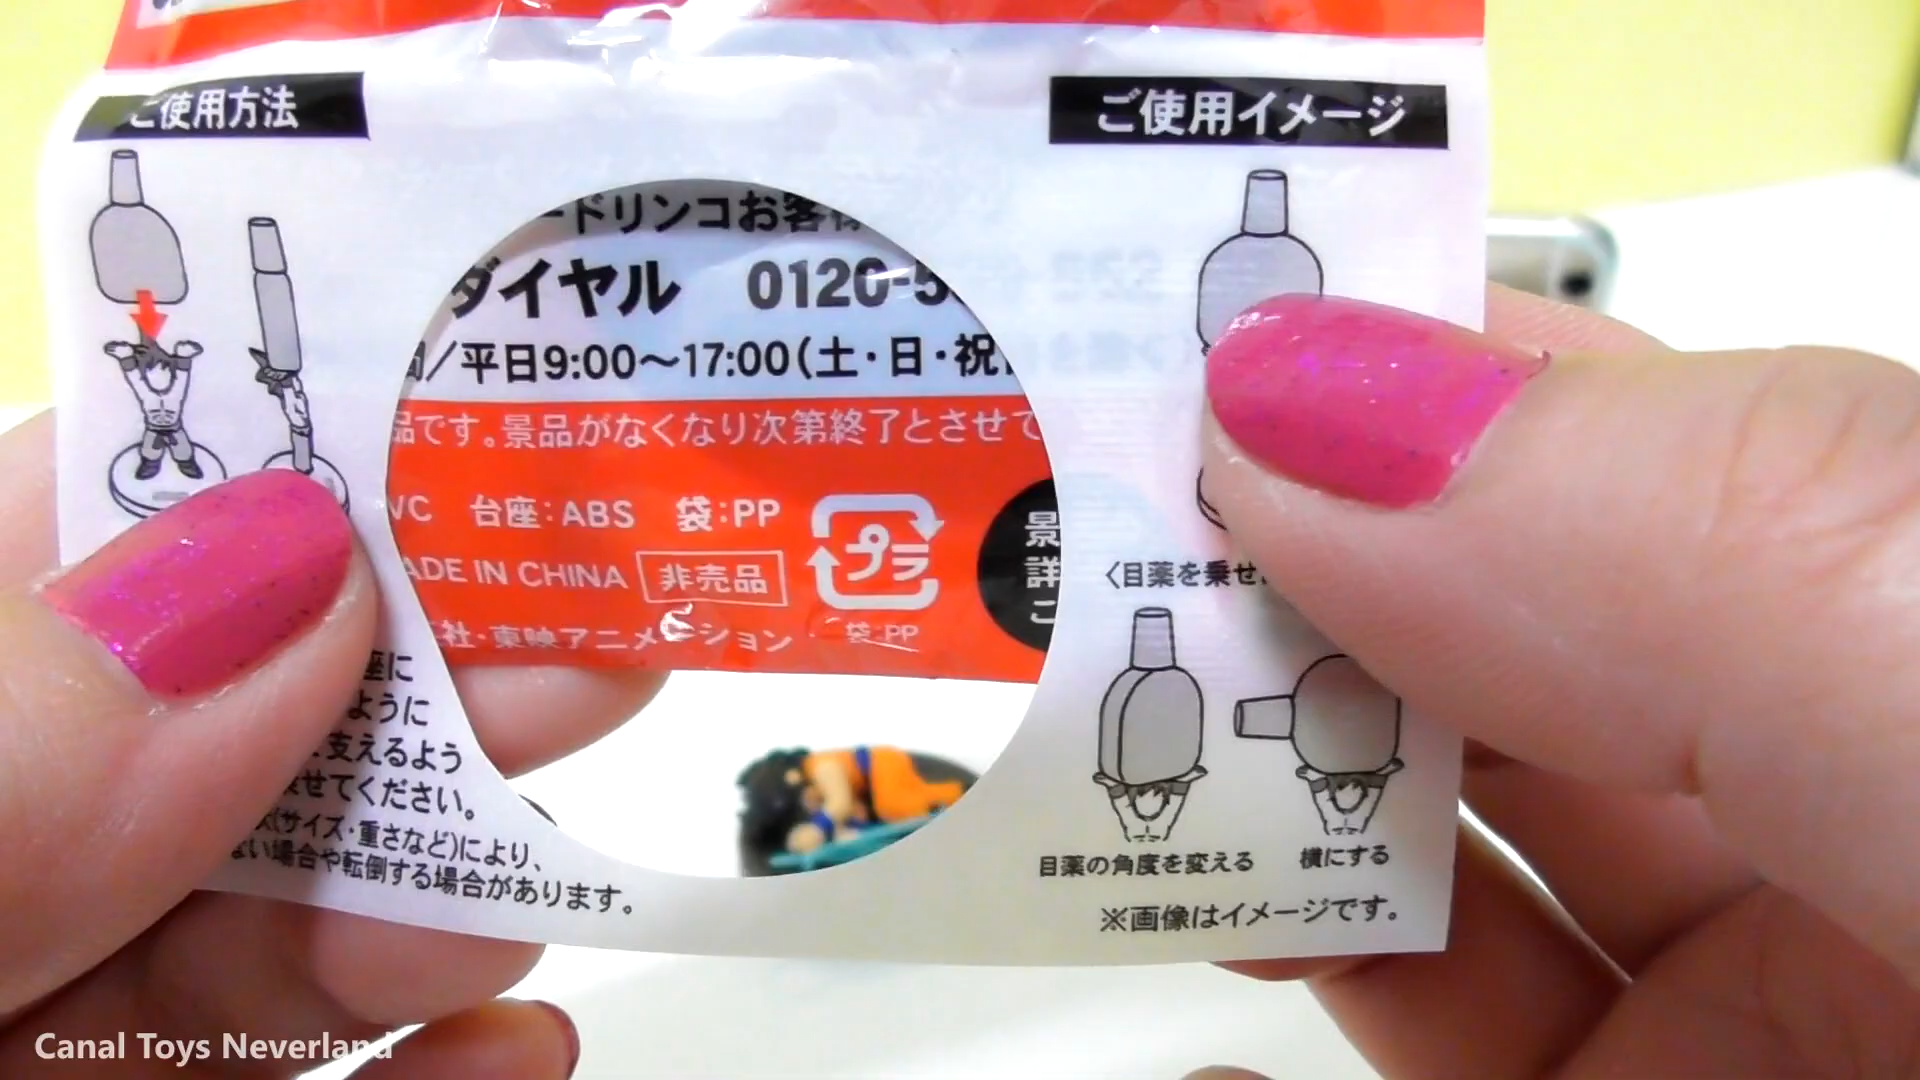 ご使用方法
ご使用イメージ
ードリンコお客様
ダイヤル 0120-5
/平日9:00〜17:00(土・日・祝
品です。景品がなくなり次第終了とさせて
VC 台座:ABS 袋:PP
ADE IN CHINA 非売品 プラ
社・東映アニメーション 袋:PP
景
詳
こ
座に
ように
支えるよう
せてください。
(サイズ・重さなど)により、
ない場合や転倒する場合があります。
〈目薬を乗せ
目薬の角度を変える 横にする
※画像はイメージです。
Canal Toys Neverland